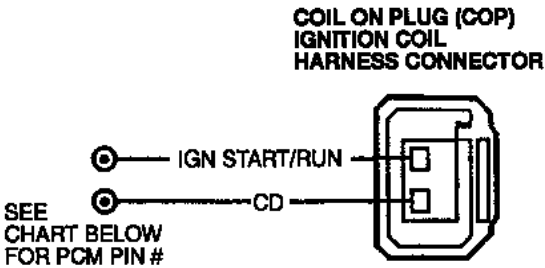 COIL ON PLUG (COP)
IGNITION COIL
HARNESS CONNECTOR
IGN START/RUN
CD
SEE
CHART BELOW
FOR PCM PIN #